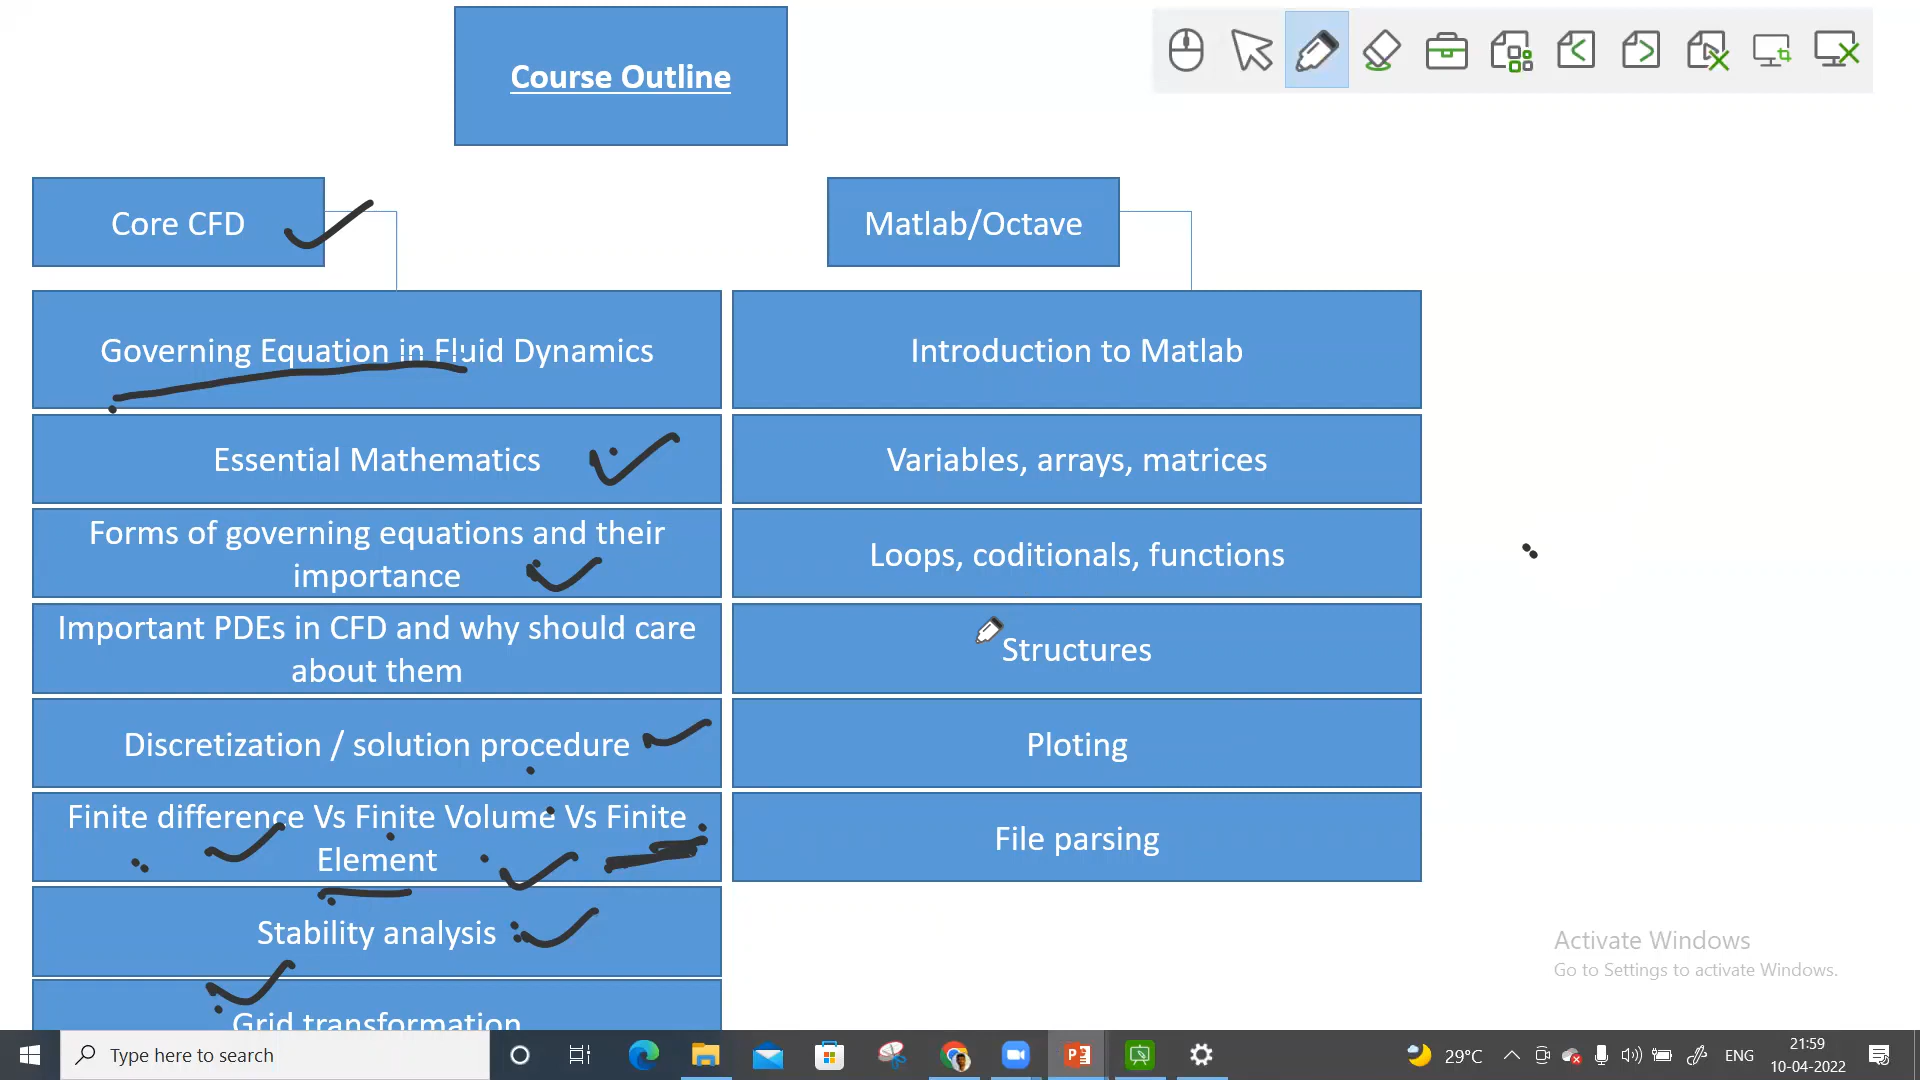 Course Outline
Core CFD
Matlab/Octave
Governing Equation in Fluid Dynamics
Introduction to Matlab
Essential Mathematics
Variables, arrays, matrices
Forms of governing equations and their
importance
Loops, coditionals, functions
Important PDEs in CFD and why should care
about them
Structures
Discretization / solution procedure
Ploting
Finite difference Vs Finite Volume Vs Finite
Element
File parsing
Stability analysis
Grid transformation
Activate Windows
Go to Settings to activate Windows.
Type here to search
29°C
ENG
21:59
10-04-2022